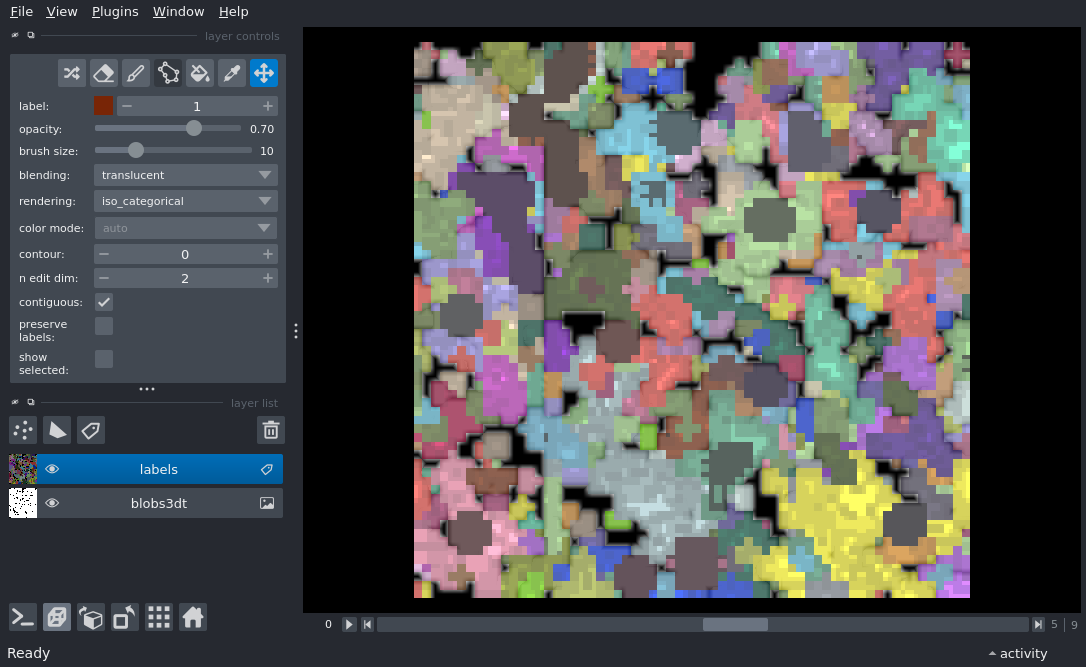 File View Plugins Window Help
layer controls
label: 1
opacity: 0.70
brush size: 10
blending: translucent
rendering: iso_categorical
color mode: auto
contour: 0
n edit dim: 2
contiguous:
preserve
labels:
show
selected:
layer list
labels
blobs3dt
0 5 | 9
Ready
activity